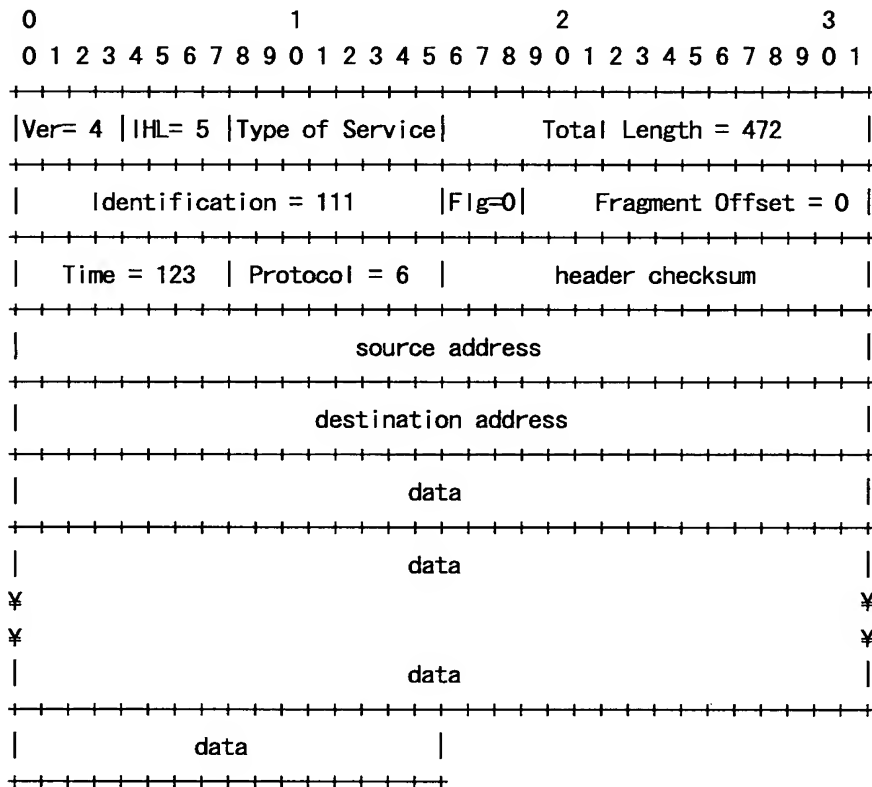 0 1 2 3
0 1 2 3 4 5 6 7 8 9 0 1 2 3 4 5 6 7 8 9 0 1 2 3 4 5 6 7 8 9 0 1
+-+-+-+-+-+-+-+-+-+-+-+-+-+-+-+-+-+-+-+-+-+-+-+-+-+-+-+-+-+-+-+-+
|Ver= 4 |IHL= 5 |Type of Service| Total Length = 472 |
+-+-+-+-+-+-+-+-+-+-+-+-+-+-+-+-+-+-+-+-+-+-+-+-+-+-+-+-+-+-+-+-+
| Identification = 111 |Flg=0| Fragment Offset = 0 |
+-+-+-+-+-+-+-+-+-+-+-+-+-+-+-+-+-+-+-+-+-+-+-+-+-+-+-+-+-+-+-+-+
| Time = 123 | Protocol = 6 | header checksum |
+-+-+-+-+-+-+-+-+-+-+-+-+-+-+-+-+-+-+-+-+-+-+-+-+-+-+-+-+-+-+-+-+
| source address |
+-+-+-+-+-+-+-+-+-+-+-+-+-+-+-+-+-+-+-+-+-+-+-+-+-+-+-+-+-+-+-+-+
| destination address |
+-+-+-+-+-+-+-+-+-+-+-+-+-+-+-+-+-+-+-+-+-+-+-+-+-+-+-+-+-+-+-+-+
| data |
+-+-+-+-+-+-+-+-+-+-+-+-+-+-+-+-+-+-+-+-+-+-+-+-+-+-+-+-+-+-+-+-+
| data |
¥ ¥
¥ ¥
| data |
+-+-+-+-+-+-+-+-+-+-+-+-+-+-+-+-+-+-+-+-+-+-+-+-+-+-+-+-+-+-+-+-+
| data |
+-+-+-+-+-+-+-+-+-+-+-+-+-+-+-+-+